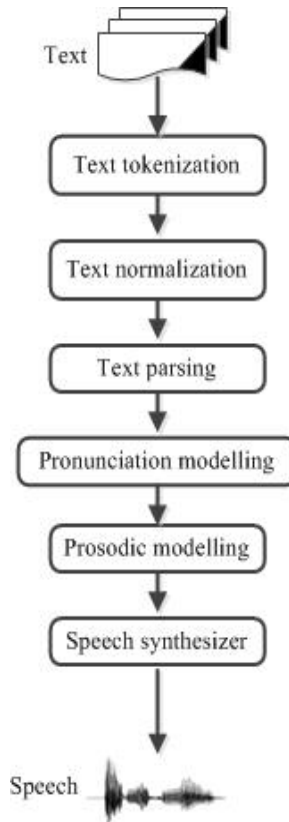 Text
Text tokenization
Text normalization
Text parsing
Pronunciation modelling
Prosodic modelling
Speech synthesizer
Speech